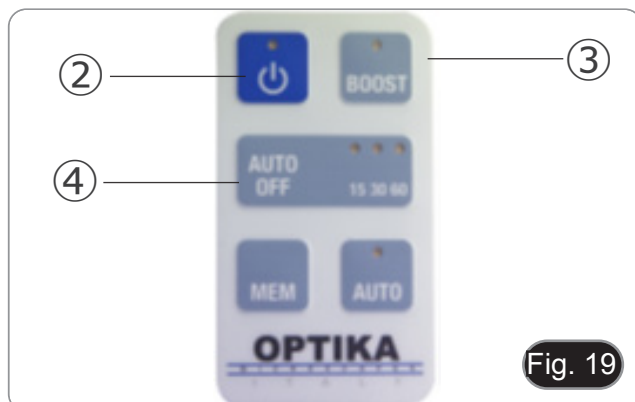 ②
③
BOOST
④
AUTO
OFF
15 30 60
MEM
AUTO
OPTIKA
I T A L Y
Fig. 19